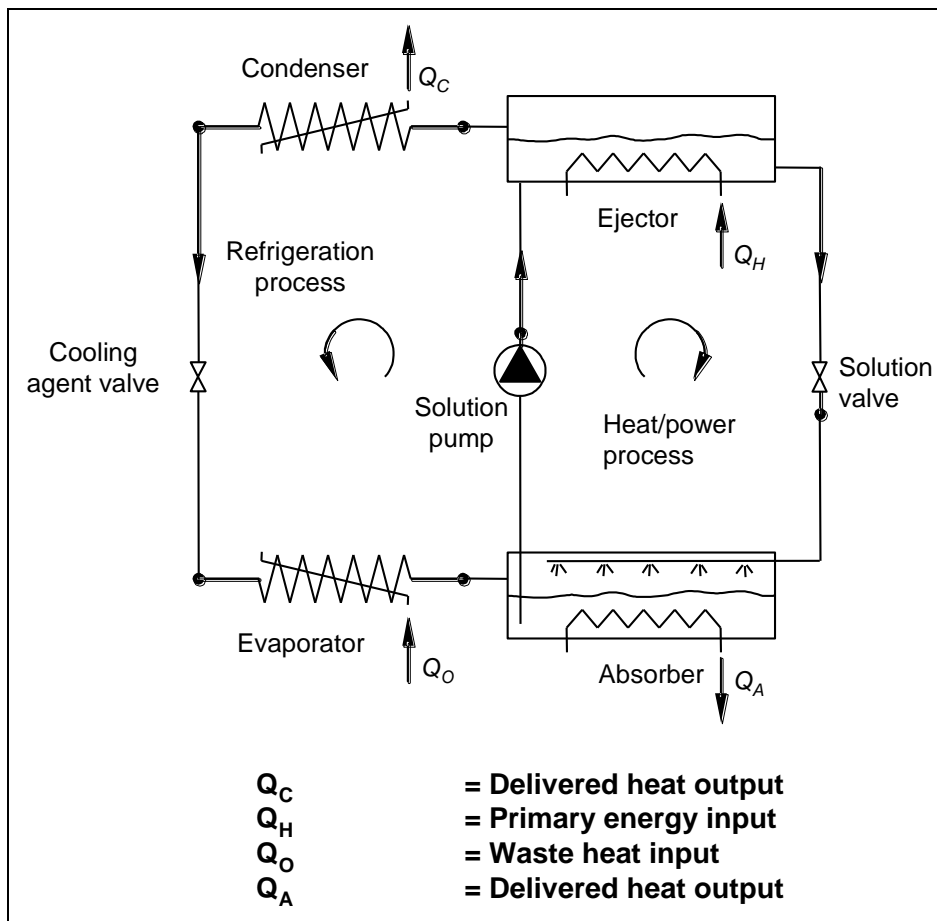 Condenser
Q_C
Ejector
Q_H
Refrigeration
process
Cooling
agent valve
Solution
pump
Heat/power
process
Solution
valve
Evaporator
Q_O
Absorber
Q_A
Q_C = Delivered heat output
Q_H = Primary energy input
Q_O = Waste heat input
Q_A = Delivered heat output